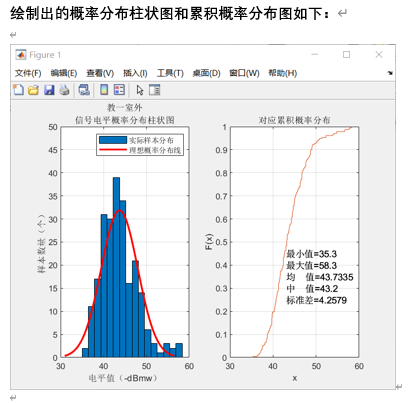 绘制出的概率分布柱状图和累积概率分布图如下：
Figure 1
文件(F) 编辑(E) 查看(V) 插入(I) 工具(T) 桌面(D) 窗口(W) 帮助(H)
教一室外
信号电平概率分布柱状图
50
45
40
35
30
25
20
15
10
5
0
30 40 50 60
样本数量（个）
电平值（-dBmw）
实际样本分布
理想概率分布线
对应累积概率分布
1
0.9
0.8
0.7
0.6
0.5
0.4
0.3
0.2
0.1
0
30 40 50 60
F(x)
x
最小值=35.3
最大值=58.3
均 值=43.7335
中 值=43.2
标准差=4.2579